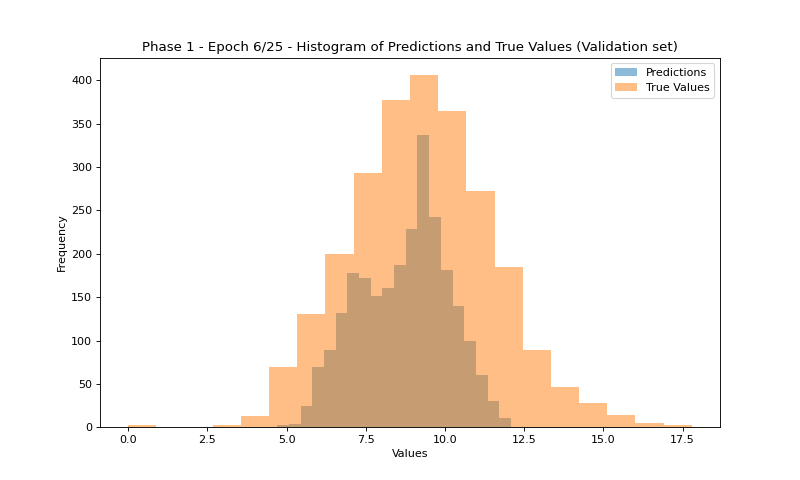 Phase 1 - Epoch 6/25 - Histogram of Predictions and True Values (Validation set)
Predictions
True Values
400
350
300
250
200
150
100
50
0
Frequency
0.0 2.5 5.0 7.5 10.0 12.5 15.0 17.5
Values